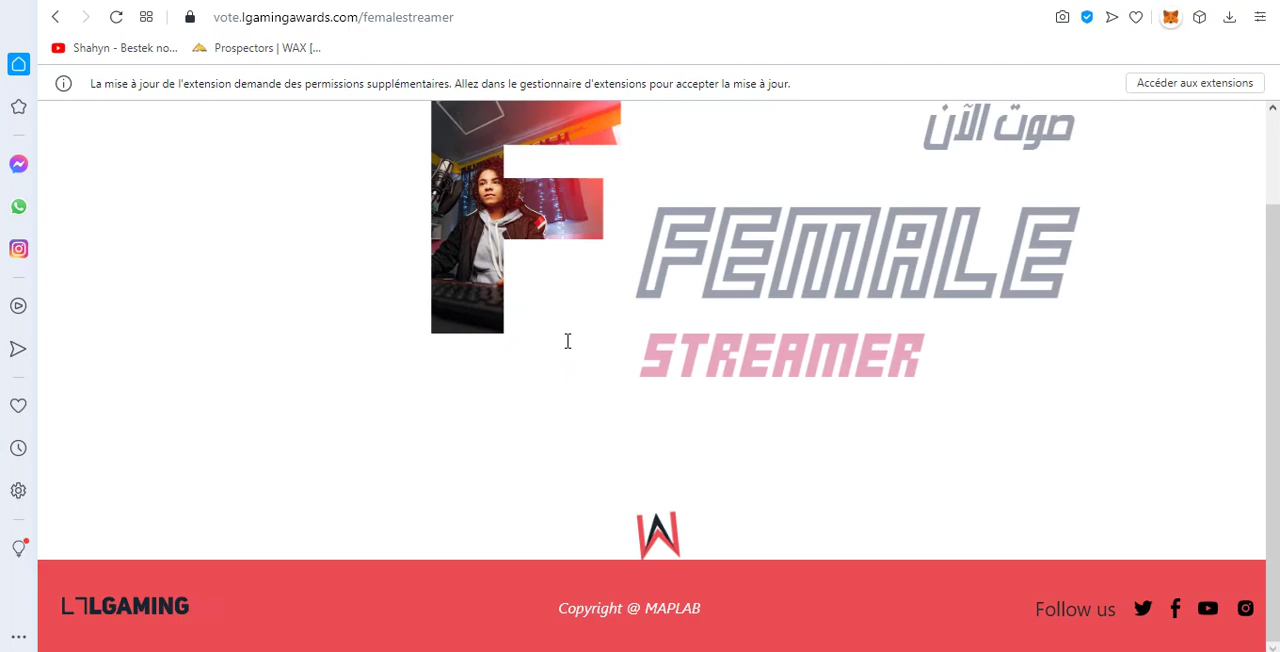 vote.lgamingawards.com/femalestreamer
Shahyn - Bestek no...
Prospectors | WAX [...
La mise à jour de l'extension demande des permissions supplémentaires. Allez dans le gestionnaire d'extensions pour accepter la mise à jour.
Accéder aux extensions
صوت الآن
FEMALE
STREAMER
LGAMING
Copyright @ MAPLAB
Follow us